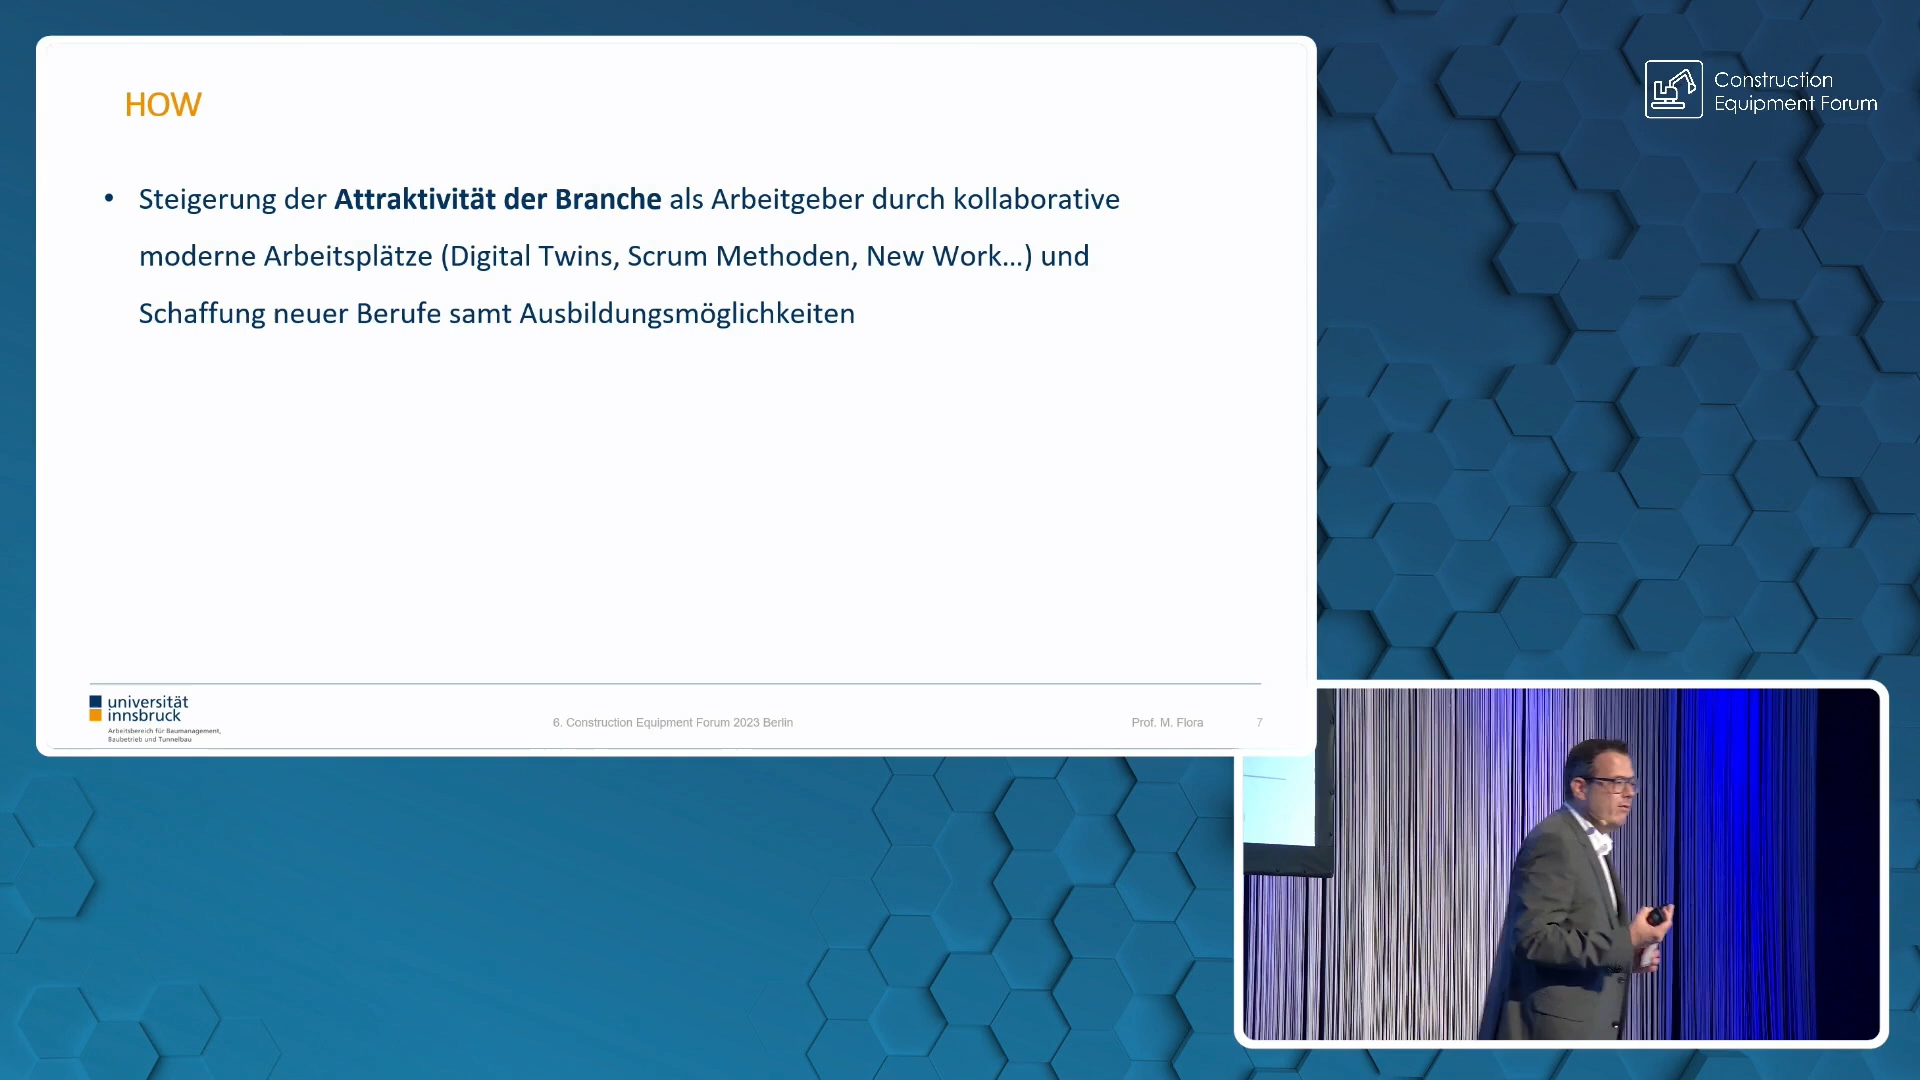 HOW
• Steigerung der Attraktivität der Branche als Arbeitgeber durch kollaborative
moderne Arbeitsplätze (Digital Twins, Scrum Methoden, New Work...) und
Schaffung neuer Berufe samt Ausbildungsmöglichkeiten
universität
innsbruck
Arbeitsbereich für Baumanagement,
Baubetrieb und Tunnelbau
6. Construction Equipment Forum 2023 Berlin
Prof. M. Flora
7
Construction
Equipment Forum